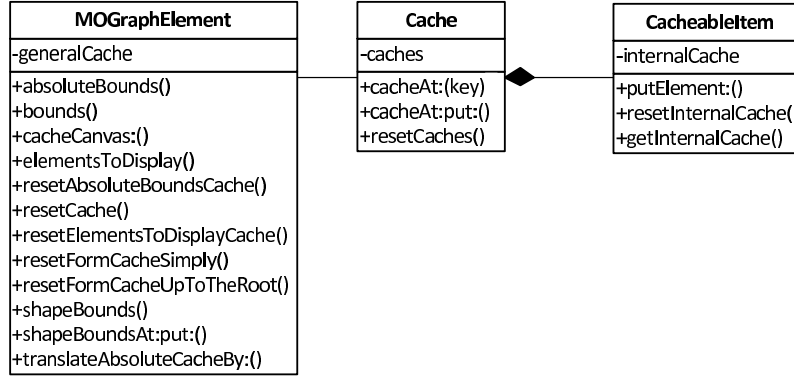 MOGraphElement
-generalCache
+absoluteBounds()
+bounds()
+cacheCanvas:()
+elementsToDisplay()
+resetAbsoluteBoundsCache()
+resetCache()
+resetElementsToDisplayCache()
+resetFormCacheSimply()
+resetFormCacheUpToTheRoot()
+shapeBounds()
+shapeBoundsAt:put:()
+translateAbsoluteCacheBy:()
Cache
-caches
+cacheAt:(key)
+cacheAt:put:()
+resetCaches()
CacheableItem
-internalCache
+putElement:()
+resetInternalCache(
+getInternalCache()